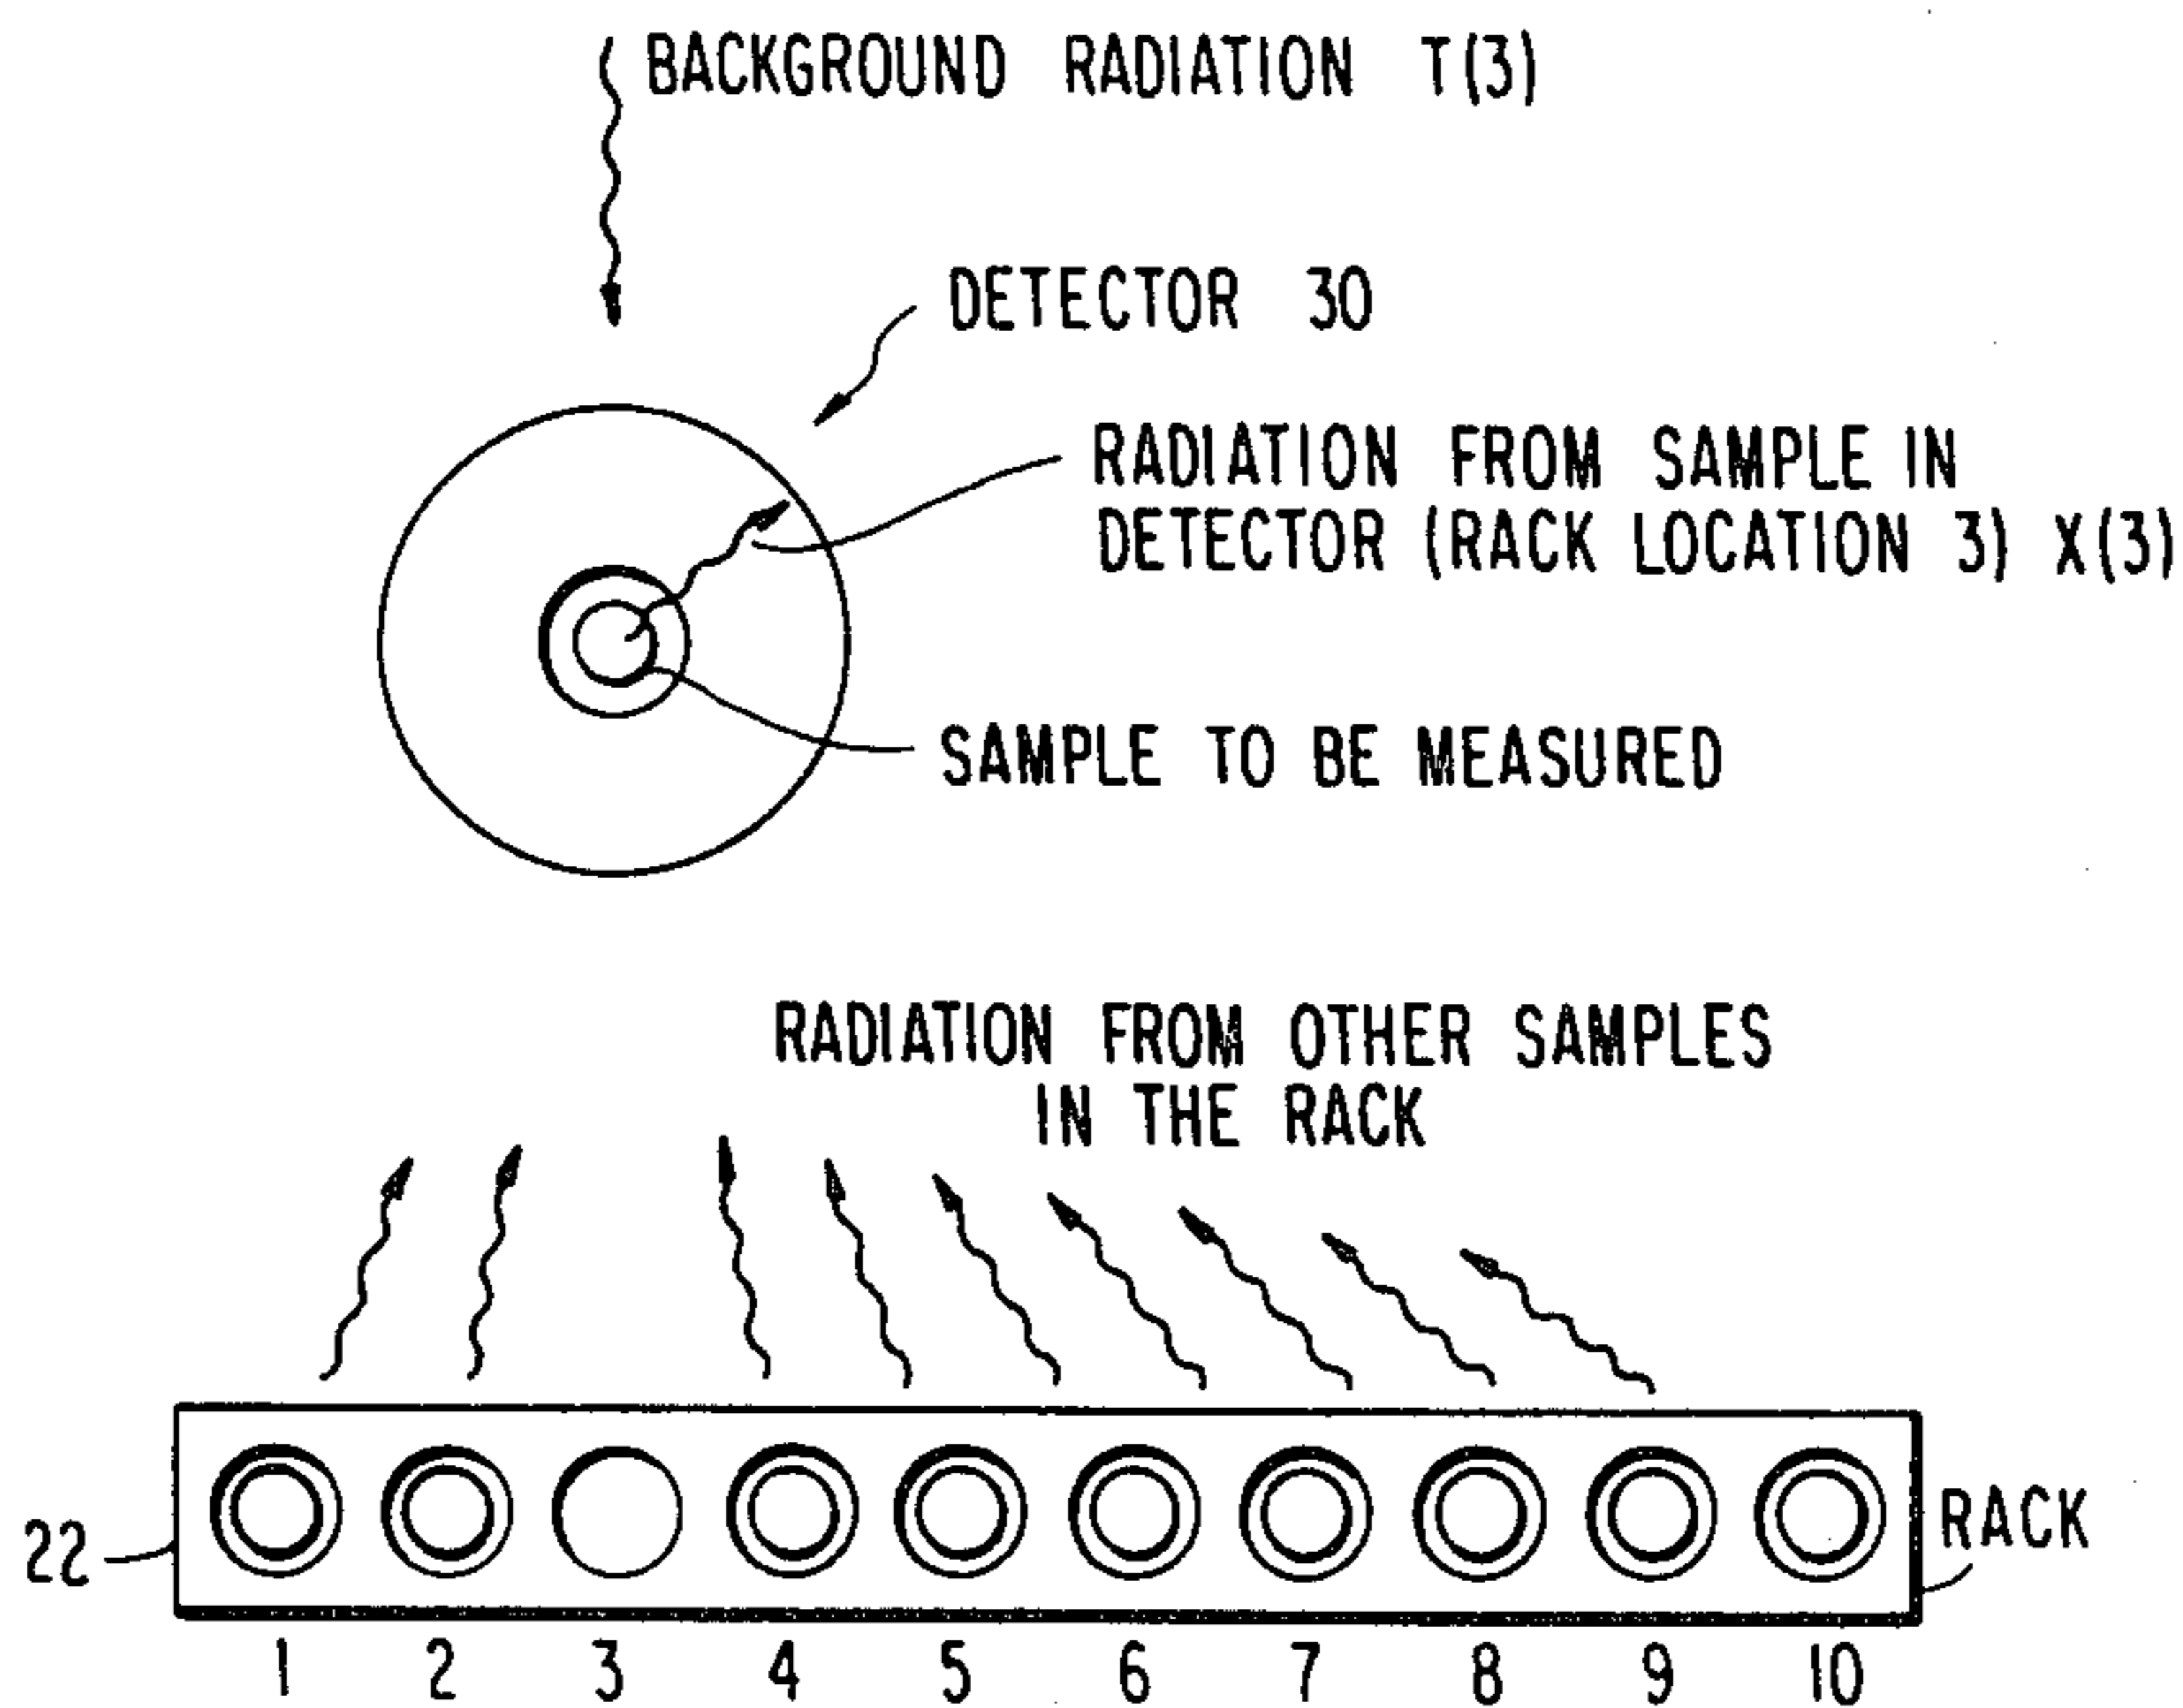 BACKGROUND RADIATION T(3)
DETECTOR 30
RADIATION FROM SAMPLE IN
DETECTOR (RACK LOCATION 3) X(3)
SAMPLE TO BE MEASURED
RADIATION FROM OTHER SAMPLES
IN THE RACK
22
RACK
1 2 3 4 5 6 7 8 9 10